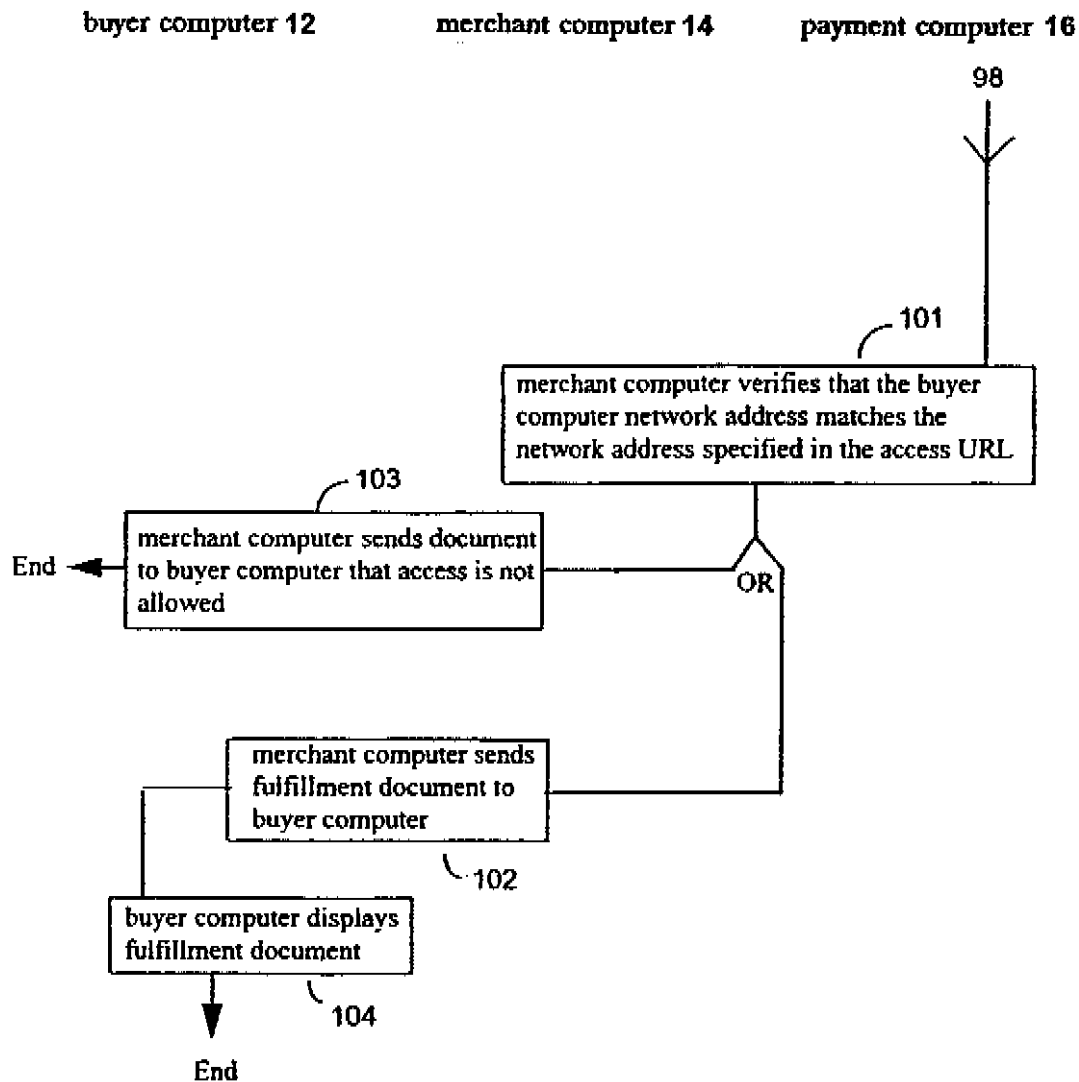 buyer computer 12 merchant computer 14 payment computer 16
98
101
merchant computer verifies that the buyer
computer network address matches the
network address specified in the access URL
103
merchant computer sends document
to buyer computer that access is not
allowed
End
OR
merchant computer sends
fulfillment document to
buyer computer
102
buyer computer displays
fulfillment document
104
End